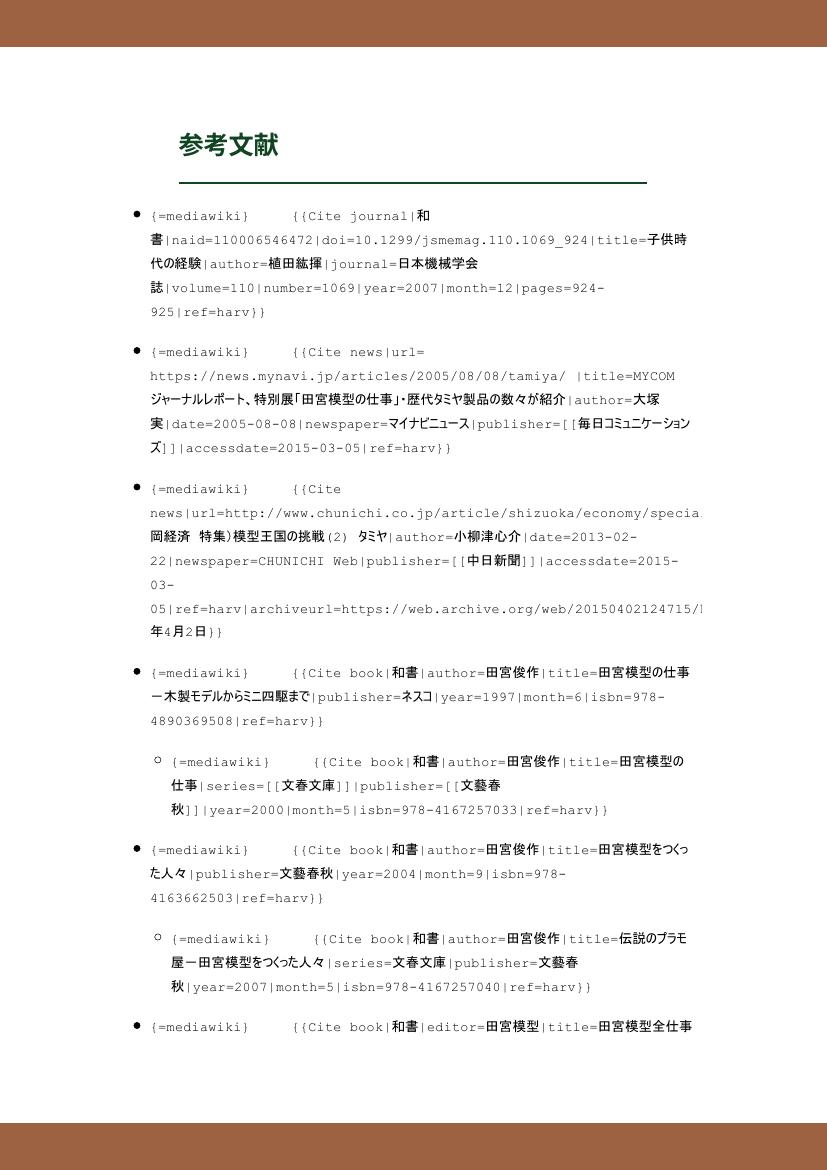 参考文献
{=mediawiki} {{Cite journal|和
書|naid=110006546472|doi=10.1299/jsmemag.110.1069_924|title=子供時
代の経験|author=植田紘揮|journal=日本機械学会
誌|volume=110|number=1069|year=2007|month=12|pages=924-
925|ref=harv}}
{=mediawiki} {{Cite news|url=
https://news.mynavi.jp/articles/2005/08/08/tamiya/ |title=MYCOM
ジャーナルレポート、特別展「田宮模型の仕事」・歴代タミヤ製品の数々が紹介|author=大塚
実|date=2005-08-08|newspaper=マイナビニュース|publisher=[[毎日コミュニケーション
ズ]]|accessdate=2015-03-05|ref=harv}}
{=mediawiki} {{Cite
news|url=http://www.chunichi.co.jp/article/shizuoka/economy/specia
岡経済 特集)模型王国の挑戦(2) タミヤ|author=小柳津心介|date=2013-02-
22|newspaper=CHUNICHI Web|publisher=[[中日新聞]]|accessdate=2015-
03-
05|ref=harv|archiveurl=https://web.archive.org/web/20150402124715/
年4月2日}}
{=mediawiki} {{Cite book|和書|author=田宮俊作|title=田宮模型の仕事
－木製モデルからミニ四駆まで|publisher=ネスコ|year=1997|month=6|isbn=978-
4890369508|ref=harv}}
{=mediawiki} {{Cite book|和書|author=田宮俊作|title=田宮模型の
仕事|series=[[文春文庫]]|publisher=[[文藝春
秋]]|year=2000|month=5|isbn=978-4167257033|ref=harv}}
{=mediawiki} {{Cite book|和書|author=田宮俊作|title=田宮模型をつくっ
た人々|publisher=文藝春秋|year=2004|month=9|isbn=978-
4163662503|ref=harv}}
{=mediawiki} {{Cite book|和書|author=田宮俊作|title=伝説のプラモ
屋－田宮模型をつくった人々|series=文春文庫|publisher=文藝春
秋|year=2007|month=5|isbn=978-4167257040|ref=harv}}
{=mediawiki} {{Cite book|和書|editor=田宮模型|title=田宮模型全仕事